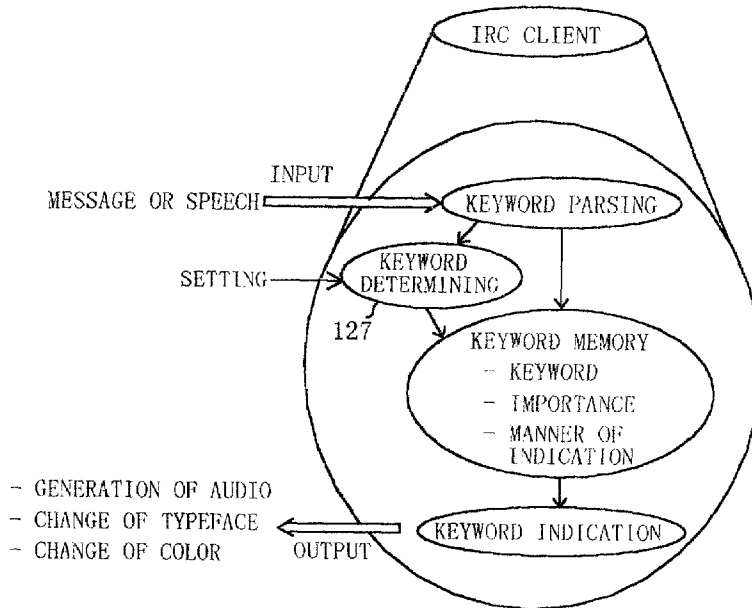 IRC CLIENT
INPUT
MESSAGE OR SPEECH
KEYWORD PARSING
KEYWORD
DETERMINING
SETTING
127
KEYWORD MEMORY
- KEYWORD
- IMPORTANCE
- MANNER OF
INDICATION
- GENERATION OF AUDIO
- CHANGE OF TYPEFACE
- CHANGE OF COLOR
OUTPUT
KEYWORD INDICATION